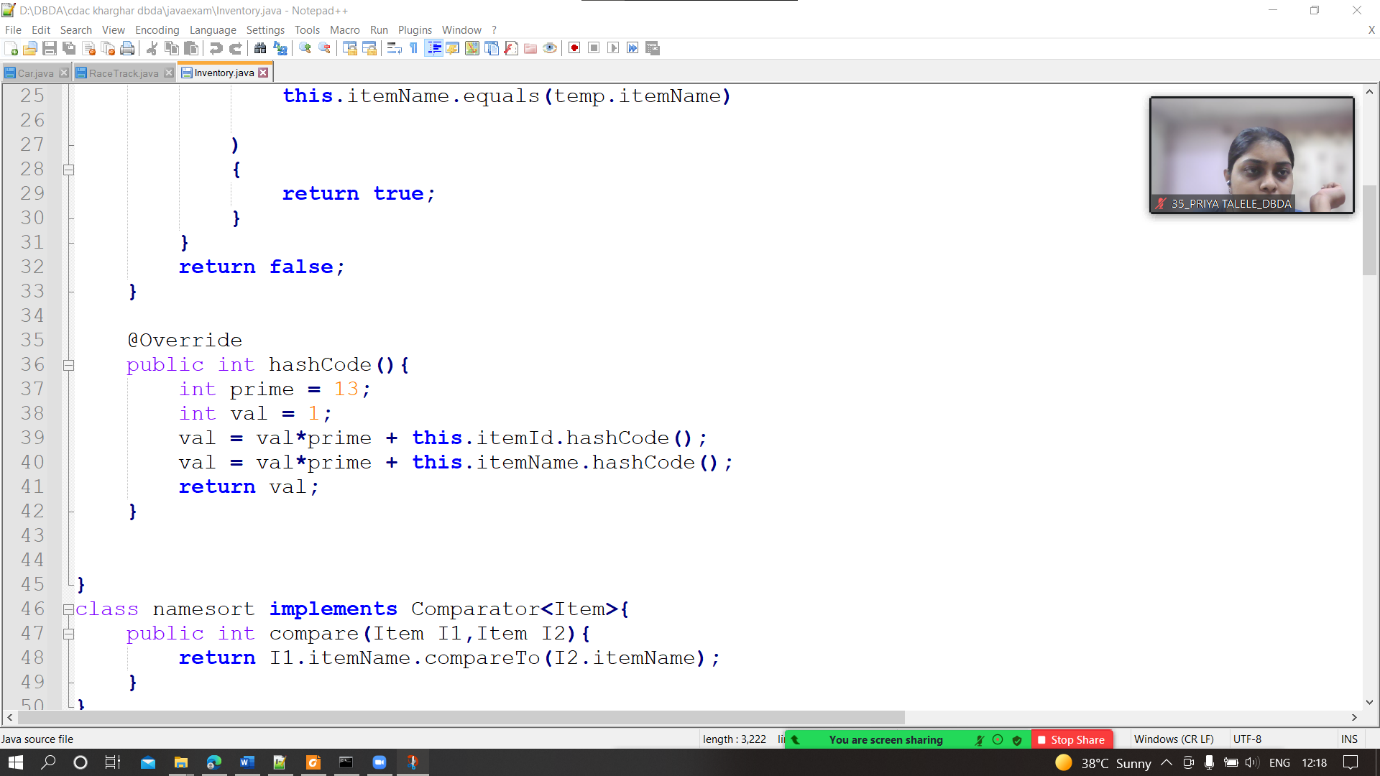 D:\DBDA\cdac kharghar dbda\javaexam\Inventory.java - Notepad++
File Edit Search View Encoding Language Settings Tools Macro Run Plugins Window ? X
Car.java RaceTrack.java Inventory.java
25 this.itemName.equals(temp.itemName)
26
27 )
28 {
29 return true;
30 }
31 }
32 return false;
33 }
34
35 @Override
36 public int hashCode(){
37 int prime = 13;
38 int val = 1;
39 val = val*prime + this.itemId.hashCode();
40 val = val*prime + this.itemName.hashCode();
41 return val;
42 }
43
44
45 }
46 class namesort implements Comparator<Item>{
47 public int compare(Item I1,Item I2){
48 return I1.itemName.compareTo(I2.itemName);
49 }
50 }
35_PRIYA TALELE_DBDA
Java source file length : 3,222 You are screen sharing Stop Share Windows (CR LF) UTF-8 INS
38°C Sunny ENG 12:18